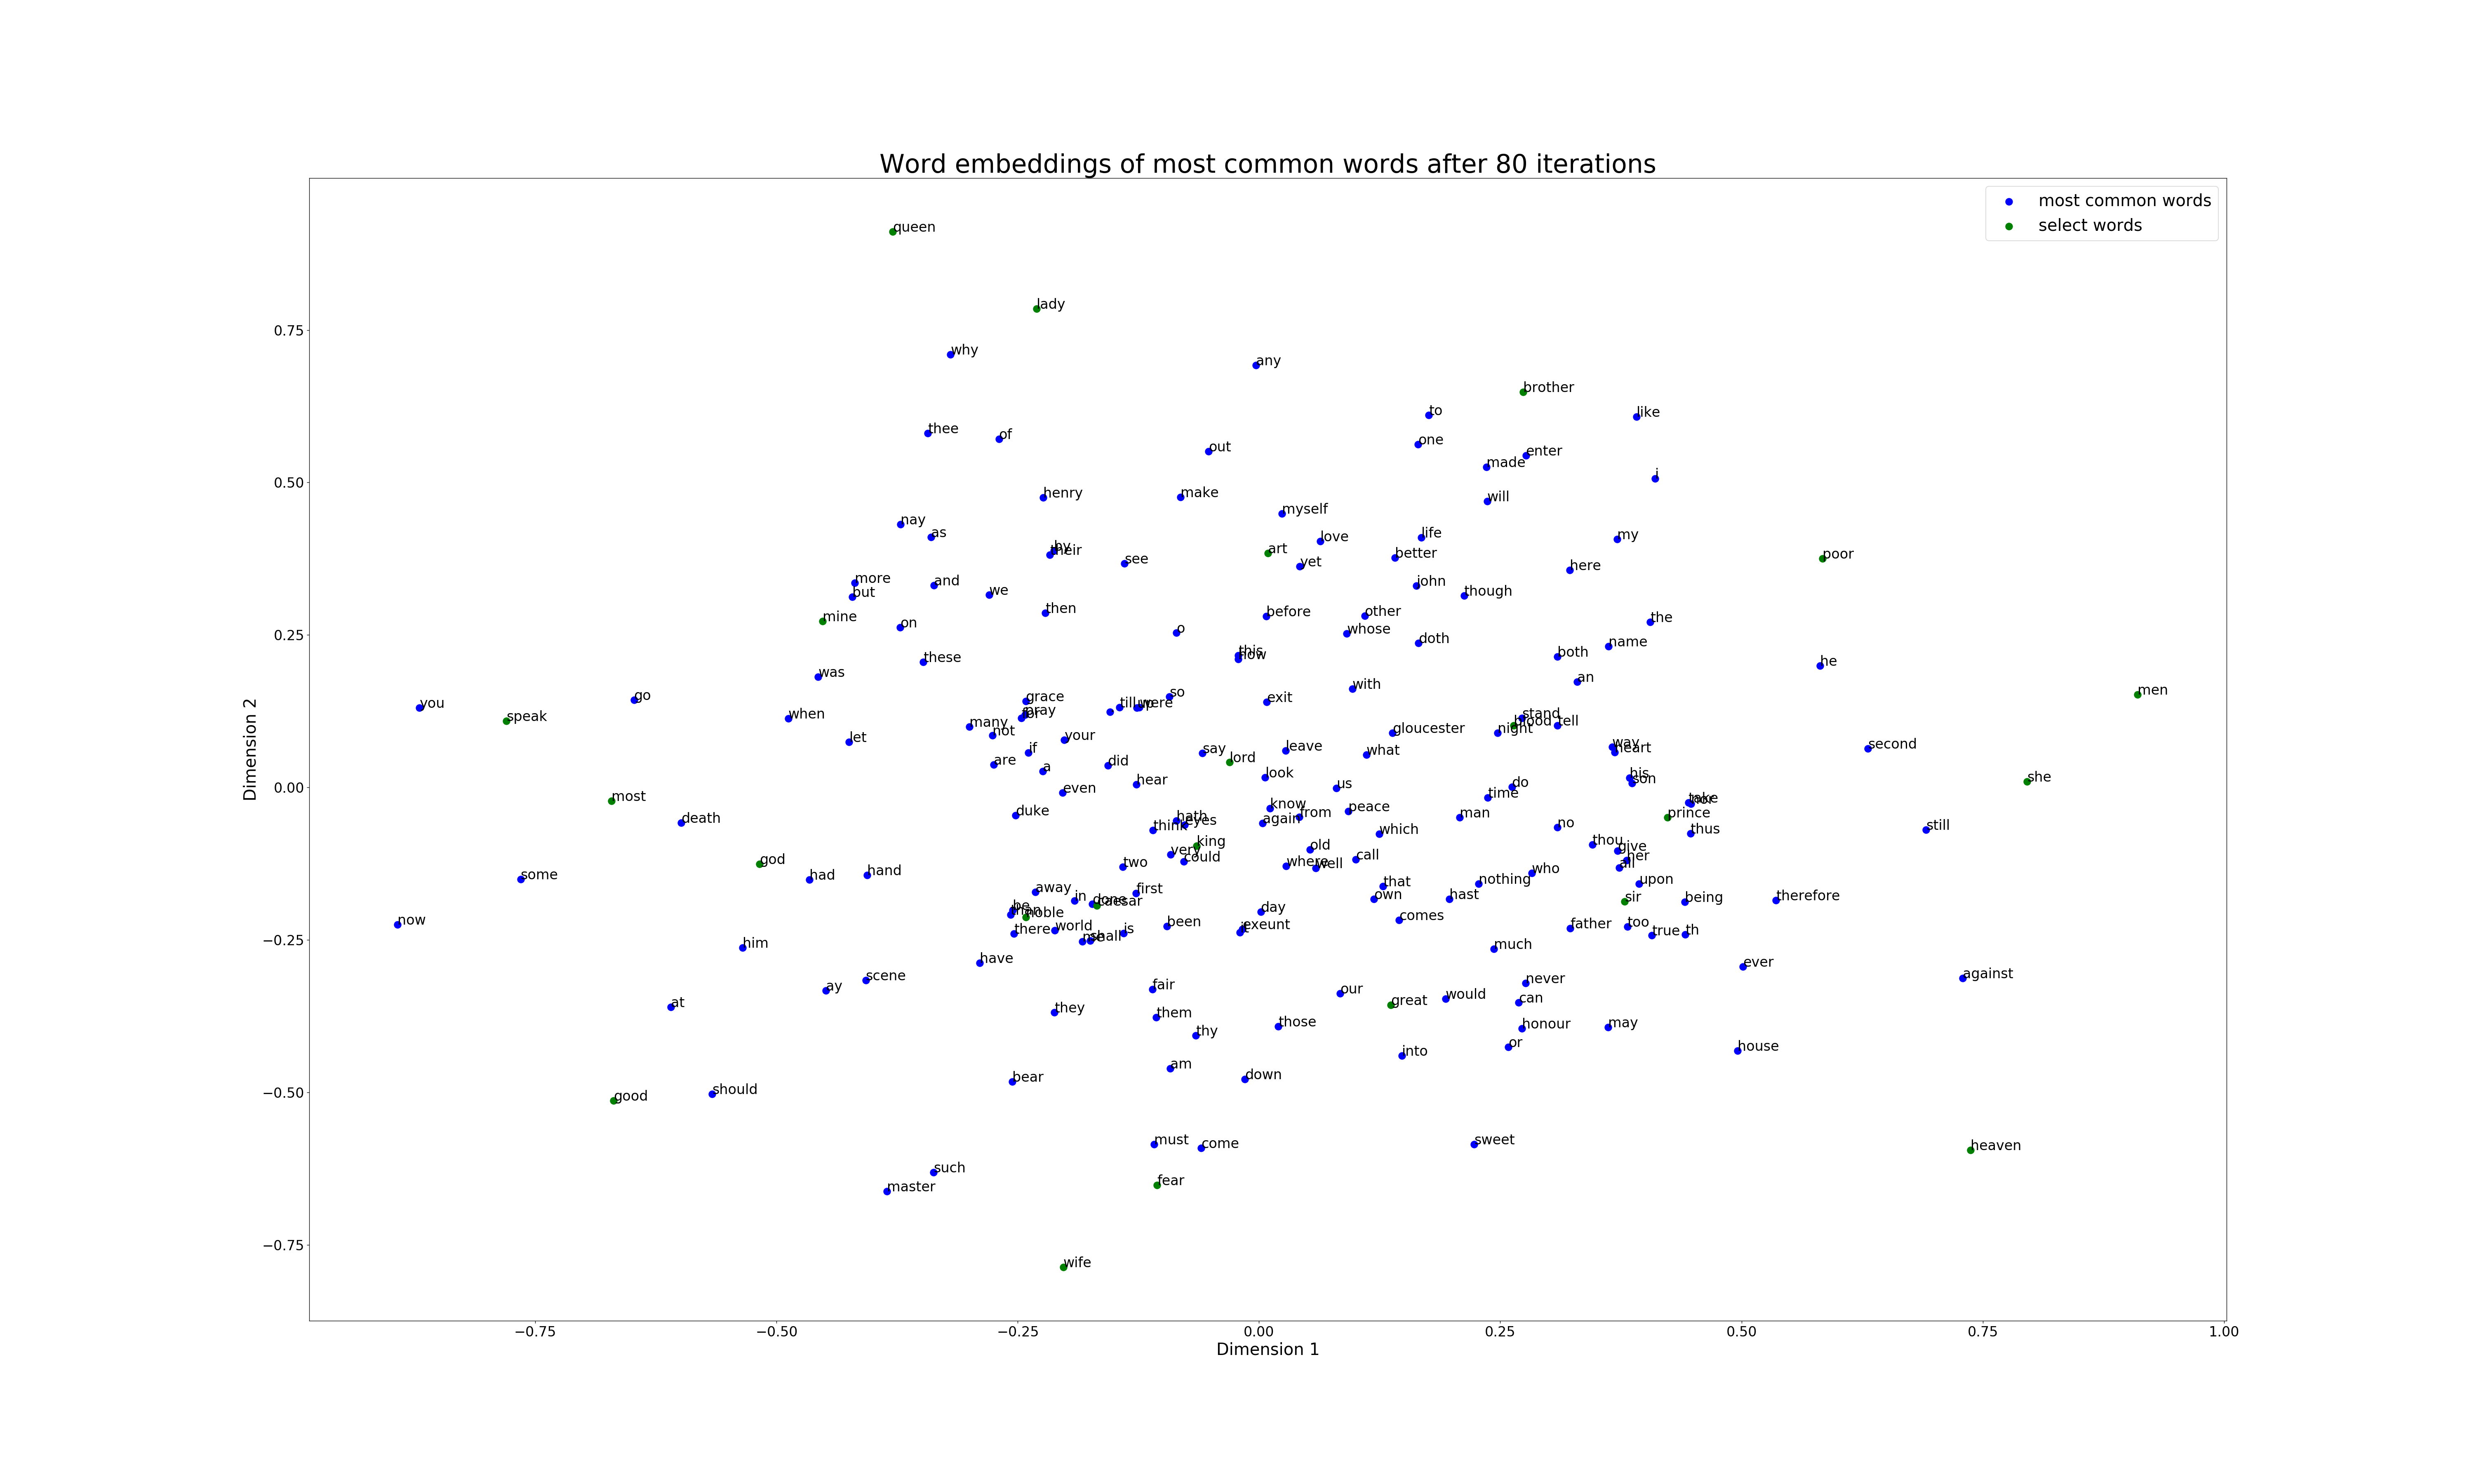 Word embeddings of most common words after 80 iterations
most common words
select words
queen
lady
why
any
brother
to
like
thee
of
out
one
made
enter
i
henry
make
will
myself
nay
as
by
their
see
love
life
my
art
yet
better
here
poor
more
but
and
we
john
though
mine
on
then
before
other
the
o
whose
doth
name
these
this
both
he
was
an
men
you
speak
go
when
grace
pray
for
till
up
were
so
exit
with
many
not
let
your
stand
blood
tell
night
gloucester
way
heart
second
are
if
a
did
say
lord
leave
what
hear
look
his
son
she
even
us
do
time
most
death
duke
hath
eyes
know
from
again
peace
man
take
prince
think
which
no
thus
still
king
very
could
old
thou
give
her
all
god
two
where
well
call
who
some
had
hand
away
first
that
nothing
upon
in
done
caesar
own
hast
sir
being
therefore
be
noble
day
now
there
world
been
is
exeunt
comes
father
too
true
th
shall
him
have
much
ay
scene
ever
against
at
fair
never
they
them
our
great
would
can
thy
those
honour
may
into
or
house
am
bear
down
good
should
must
come
sweet
heaven
such
master
fear
wife
0.75
0.50
0.25
0.00
−0.25
−0.50
−0.75
Dimension 2
−0.75
−0.50
−0.25
0.00
0.25
0.50
0.75
1.00
Dimension 1